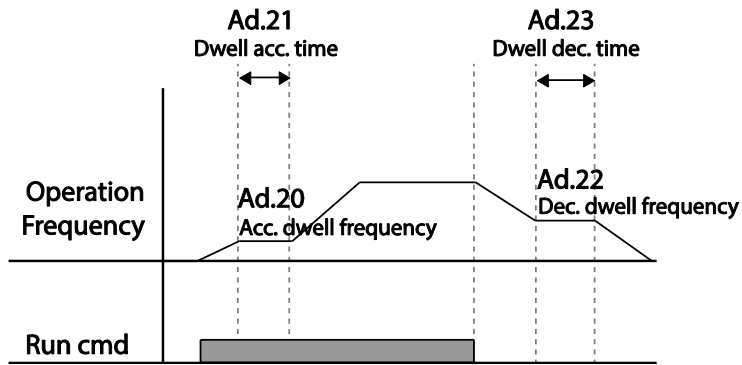 Ad.21
Dwell acc. time
Ad.23
Dwell dec. time
Operation
Frequency
Ad.20
Acc. dwell frequency
Ad.22
Dec. dwell frequency
Run cmd